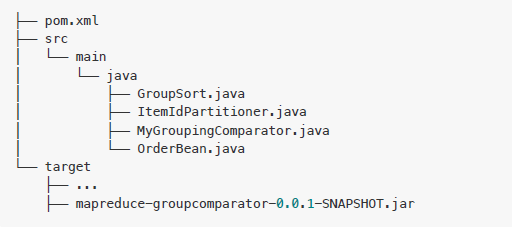 ├── pom.xml
├── src
│   └── main
│       └── java
│           ├── GroupSort.java
│           ├── ItemIdPartitioner.java
│           ├── MyGroupingComparator.java
│           └── OrderBean.java
└── target
    ├── ...
    ├── mapreduce-groupcomparator-0.0.1-SNAPSHOT.jar